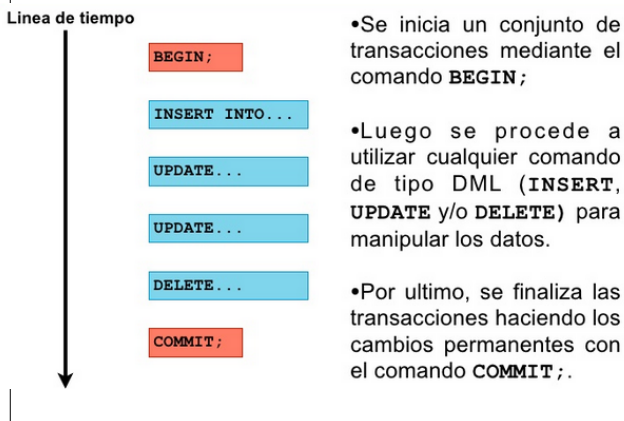 Linea de tiempo
BEGIN;
INSERT INTO...
UPDATE...
UPDATE...
DELETE...
COMMIT;
•Se inicia un conjunto de
transacciones mediante el
comando BEGIN;
•Luego se procede a
utilizar cualquier comando
de tipo DML (INSERT,
UPDATE y/o DELETE) para
manipular los datos.
•Por ultimo, se finaliza las
transacciones haciendo los
cambios permanentes con
el comando COMMIT;.